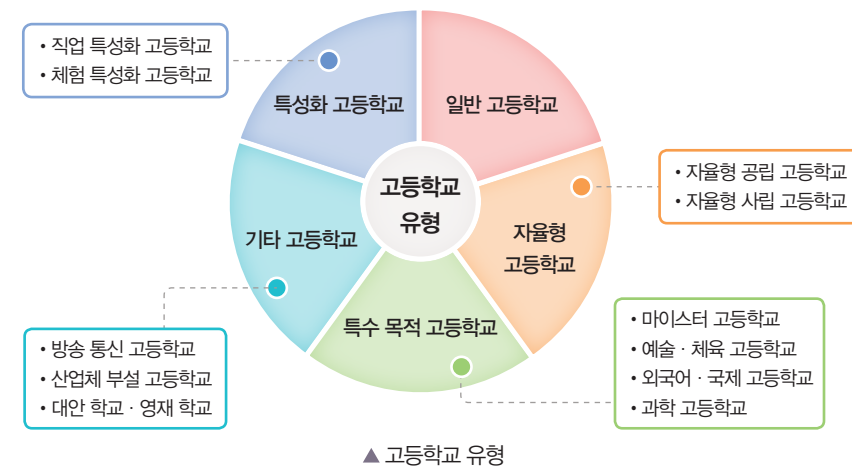 • 직업 특성화 고등학교
• 체험 특성화 고등학교
특성화 고등학교
일반 고등학교
고등학교
유형
• 자율형 공립 고등학교
• 자율형 사립 고등학교
자율형
고등학교
기타 고등학교
특수 목적 고등학교
• 방송 통신 고등학교
• 산업체 부설 고등학교
• 대안 학교 · 영재 학교
• 마이스터 고등학교
• 예술 · 체육 고등학교
• 외국어 · 국제 고등학교
• 과학 고등학교
▲ 고등학교 유형